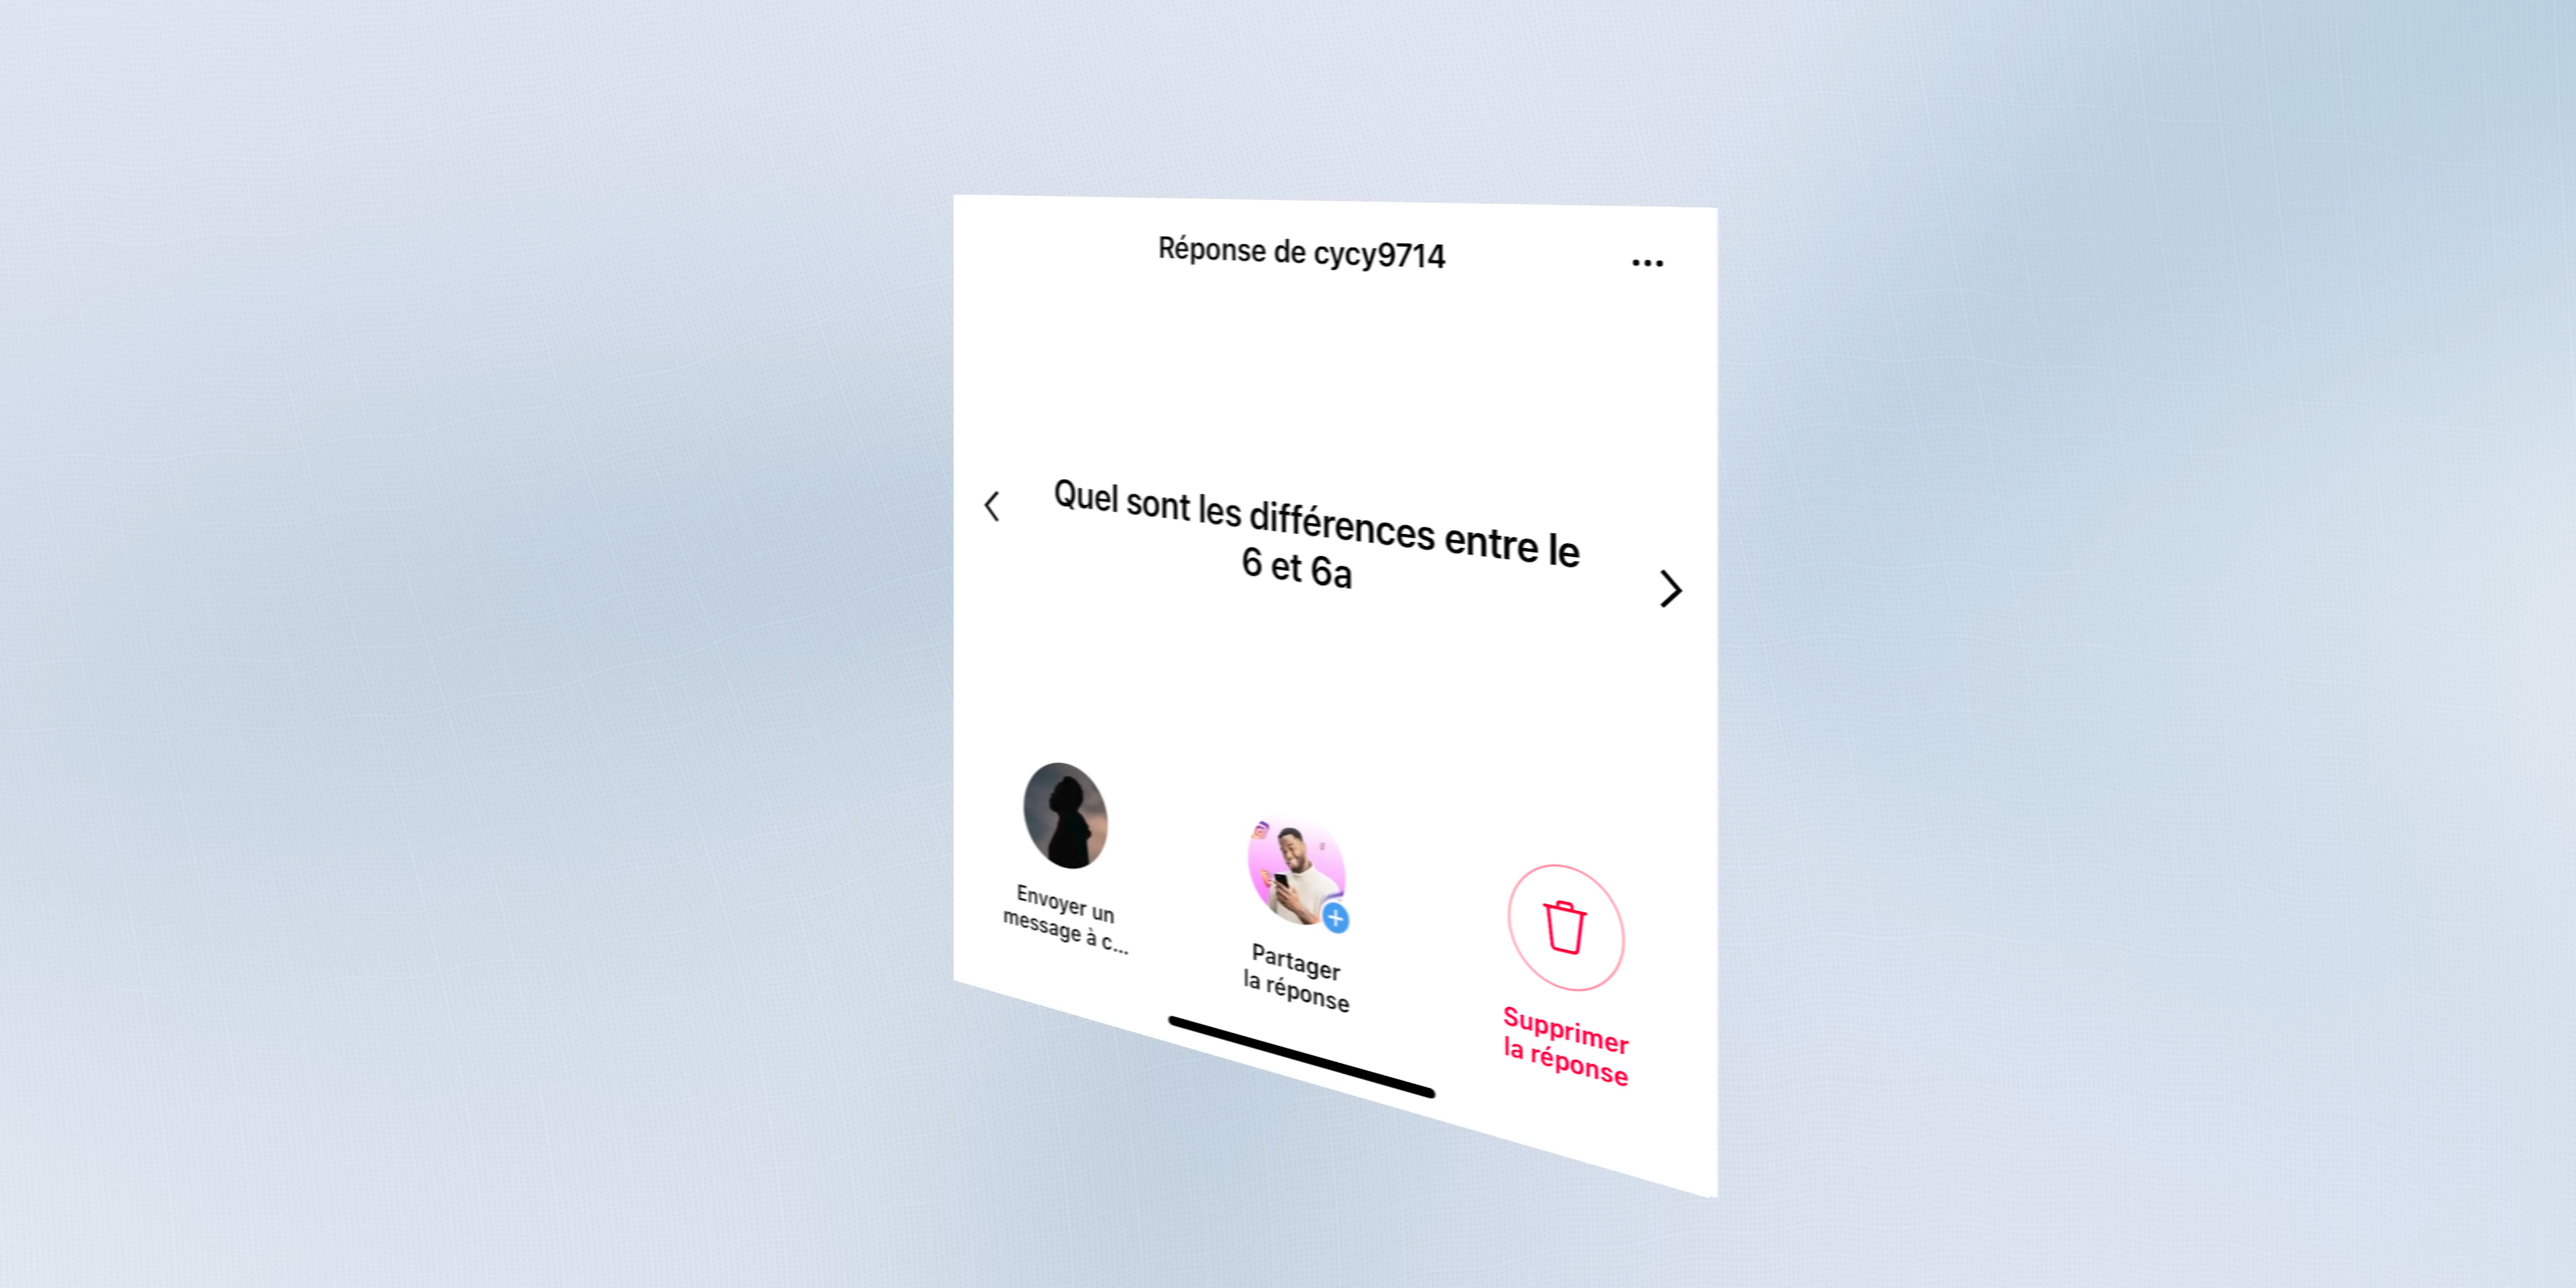 Réponse de cycy9714
Quel sont les différences entre le
6 et 6a
Envoyer un
message à c...
Partager
la réponse
Supprimer
la réponse